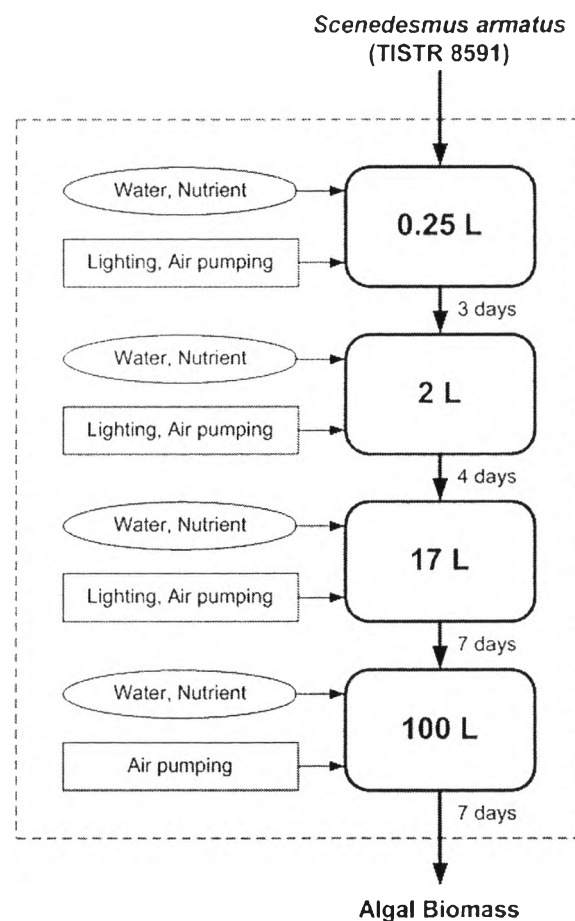 Scenedesmus armatus
(TISTR 8591)
Water, Nutrient
0.25 L
Lighting, Air pumping
3 days
Water, Nutrient
2 L
Lighting, Air pumping
4 days
Water, Nutrient
17 L
Lighting, Air pumping
7 days
Water, Nutrient
100 L
Air pumping
7 days
Algal Biomass